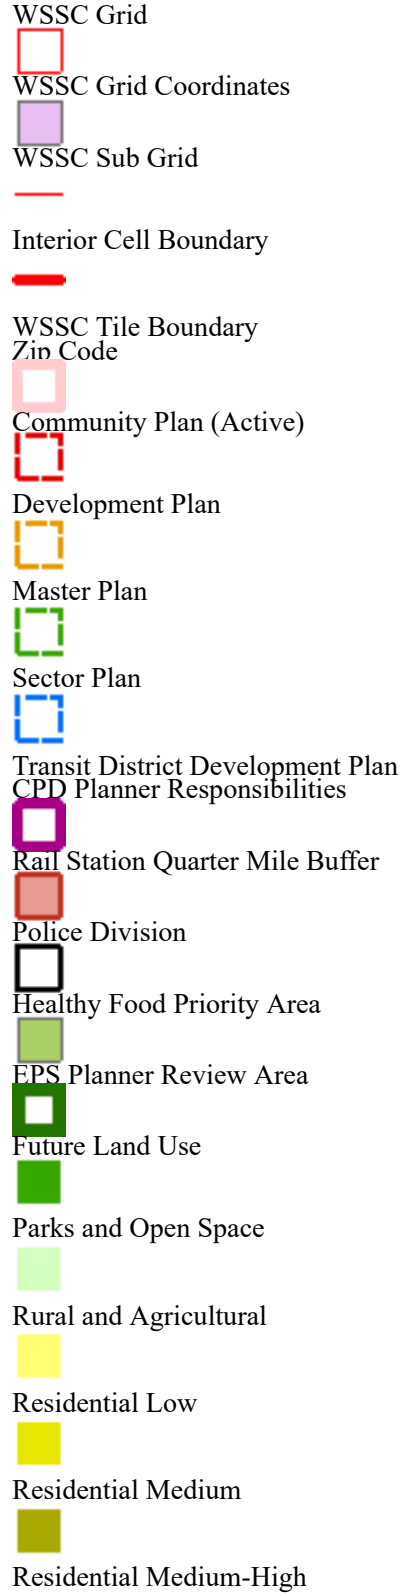 WSSC Grid
WSSC Grid Coordinates
WSSC Sub Grid
Interior Cell Boundary
WSSC Tile Boundary
Zip Code
Community Plan (Active)
Development Plan
Master Plan
Sector Plan
Transit District Development Plan
CPD Planner Responsibilities
Rail Station Quarter Mile Buffer
Police Division
Healthy Food Priority Area
EPS Planner Review Area
Future Land Use
Parks and Open Space
Rural and Agricultural
Residential Low
Residential Medium
Residential Medium-High